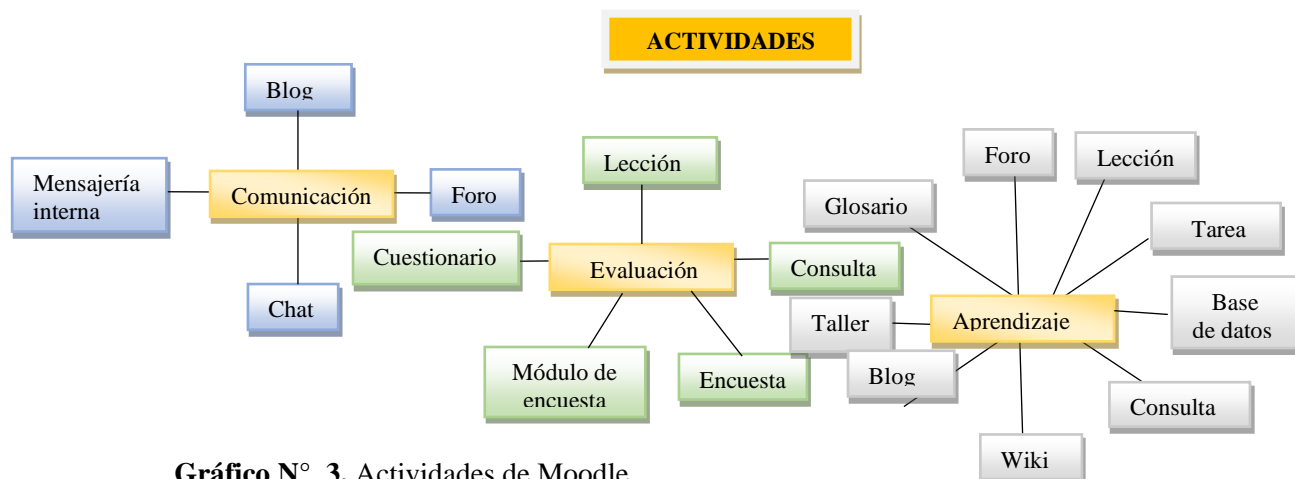 ACTIVIDADES
Blog
Mensajería
interna
Comunicación
Foro
Chat
Lección
Cuestionario
Evaluación
Consulta
Módulo de
encuesta
Encuesta
Foro
Lección
Glosario
Tarea
Taller
Aprendizaje
Base
de datos
Blog
Consulta
Wiki
Gráfico N° 3. Actividades de Moodle